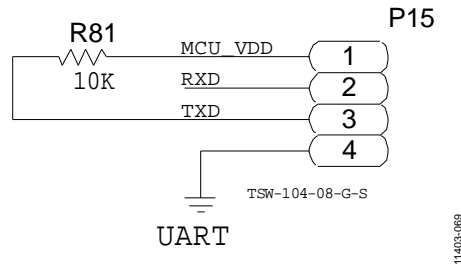 P15
R81
MCU_VDD
1
10K
RXD
2
TXD
3
4
TSW-104-08-G-S
UART
11403-069